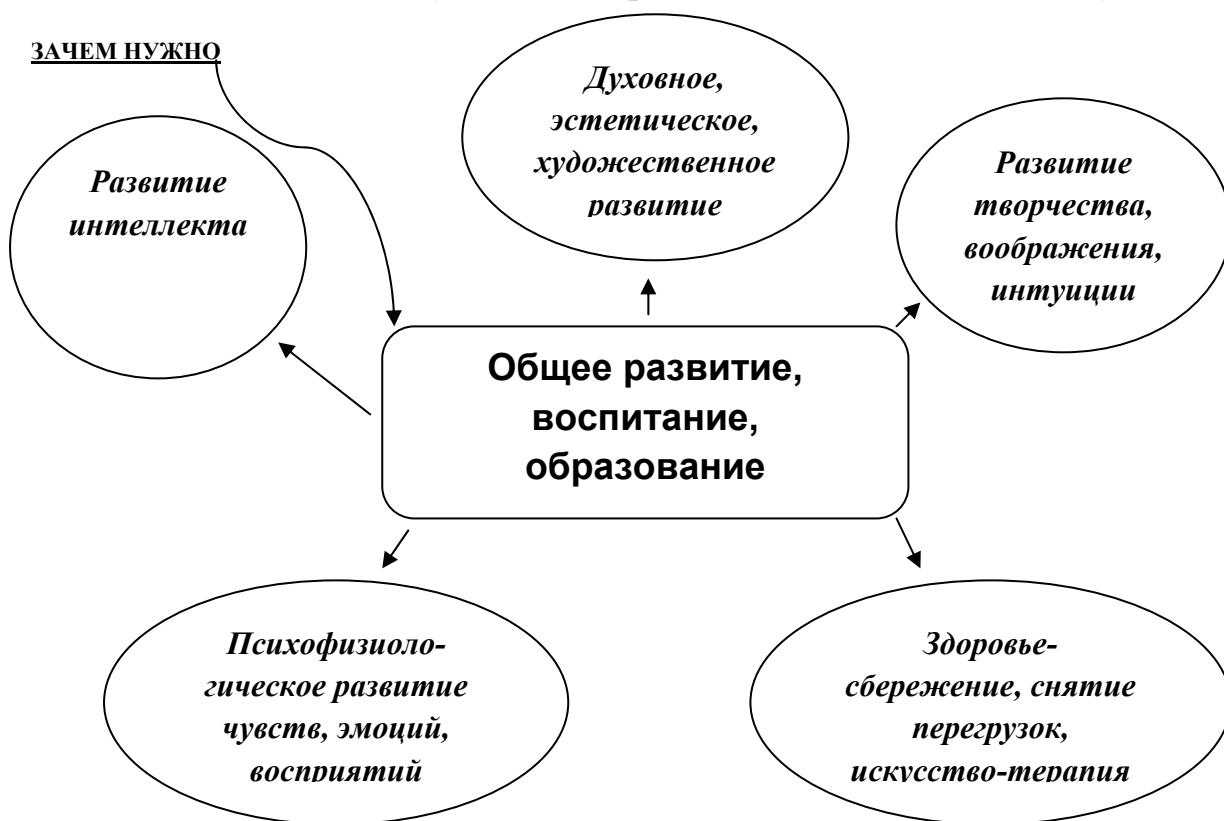 ЗАЧЕМ НУЖНО
Духовное,
эстетическое,
художественное
развитие
Развитие
интеллекта
Развитие
творчества,
воображения,
интуиции
Общее развитие,
воспитание,
образование
Психофизиоло-
гическое развитие
чувств, эмоций,
восприятий
Здоровье-
сбережение, снятие
перегрузок,
искусство-терапия